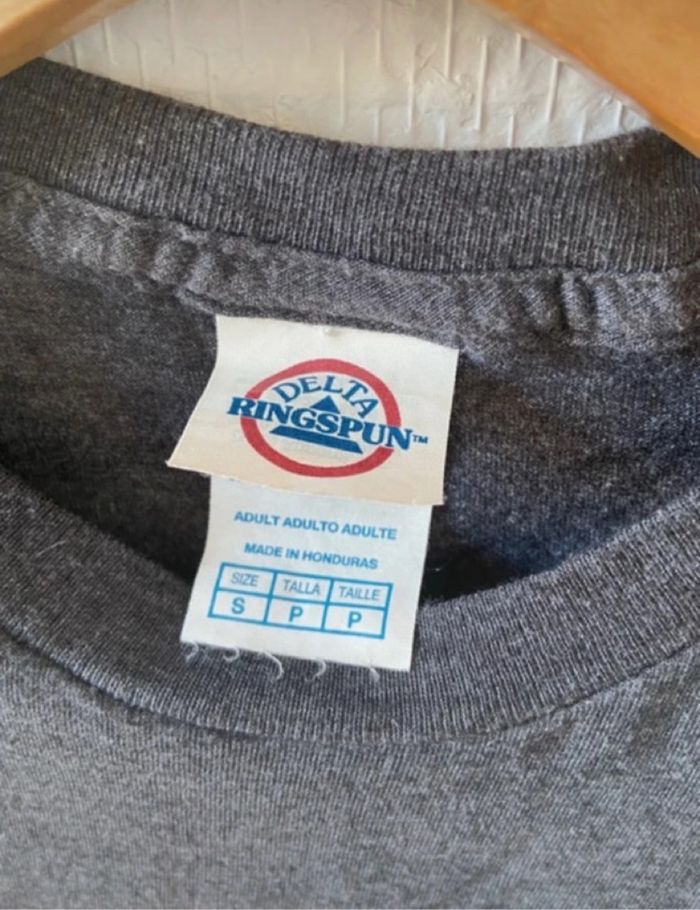 DELTA
RINGSPUN™
ADULT ADULTO ADULTE
MADE IN HONDURAS
SIZE TALLA TAILLE
S P P